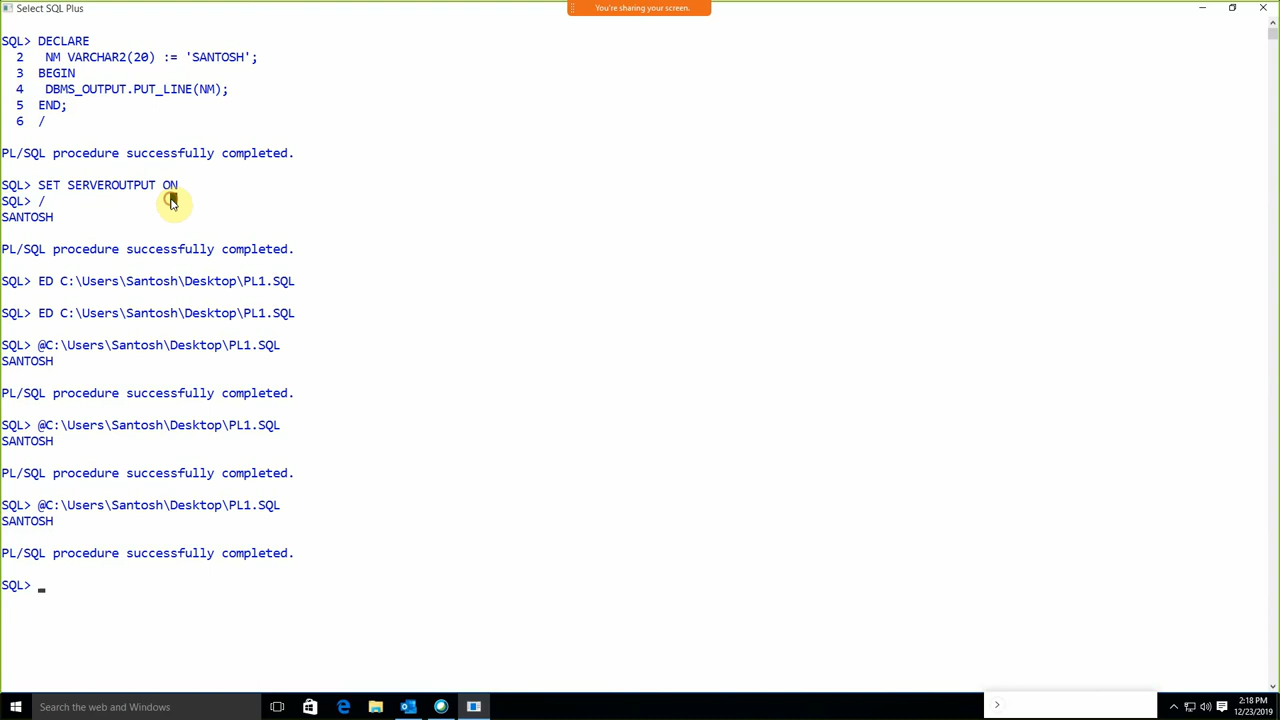 Select SQL Plus
You're sharing your screen.
SQL> DECLARE
2 NM VARCHAR2(20) := 'SANTOSH';
3 BEGIN
4 DBMS_OUTPUT.PUT_LINE(NM);
5 END;
6 /
PL/SQL procedure successfully completed.
SQL> SET SERVEROUTPUT ON
SQL> /
SANTOSH
PL/SQL procedure successfully completed.
SQL> ED C:\Users\Santosh\Desktop\PL1.SQL
SQL> ED C:\Users\Santosh\Desktop\PL1.SQL
SQL> @C:\Users\Santosh\Desktop\PL1.SQL
SANTOSH
PL/SQL procedure successfully completed.
SQL> @C:\Users\Santosh\Desktop\PL1.SQL
SANTOSH
PL/SQL procedure successfully completed.
SQL> @C:\Users\Santosh\Desktop\PL1.SQL
SANTOSH
PL/SQL procedure successfully completed.
SQL> _
Search the web and Windows
2:18 PM
12/23/2019